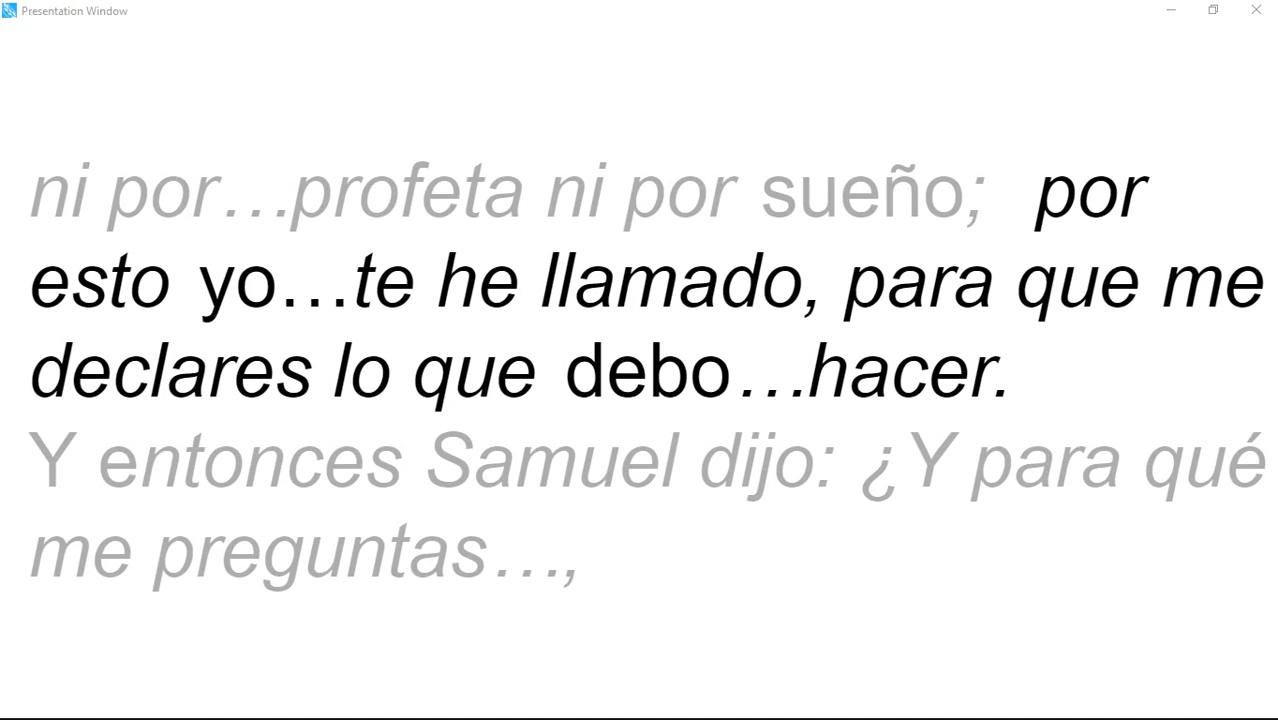 Presentation Window
ni por…profeta ni por sueño; por
esto yo…te he llamado, para que me
declares lo que debo…hacer.
Y entonces Samuel dijo: ¿Y para qué
me preguntas…,